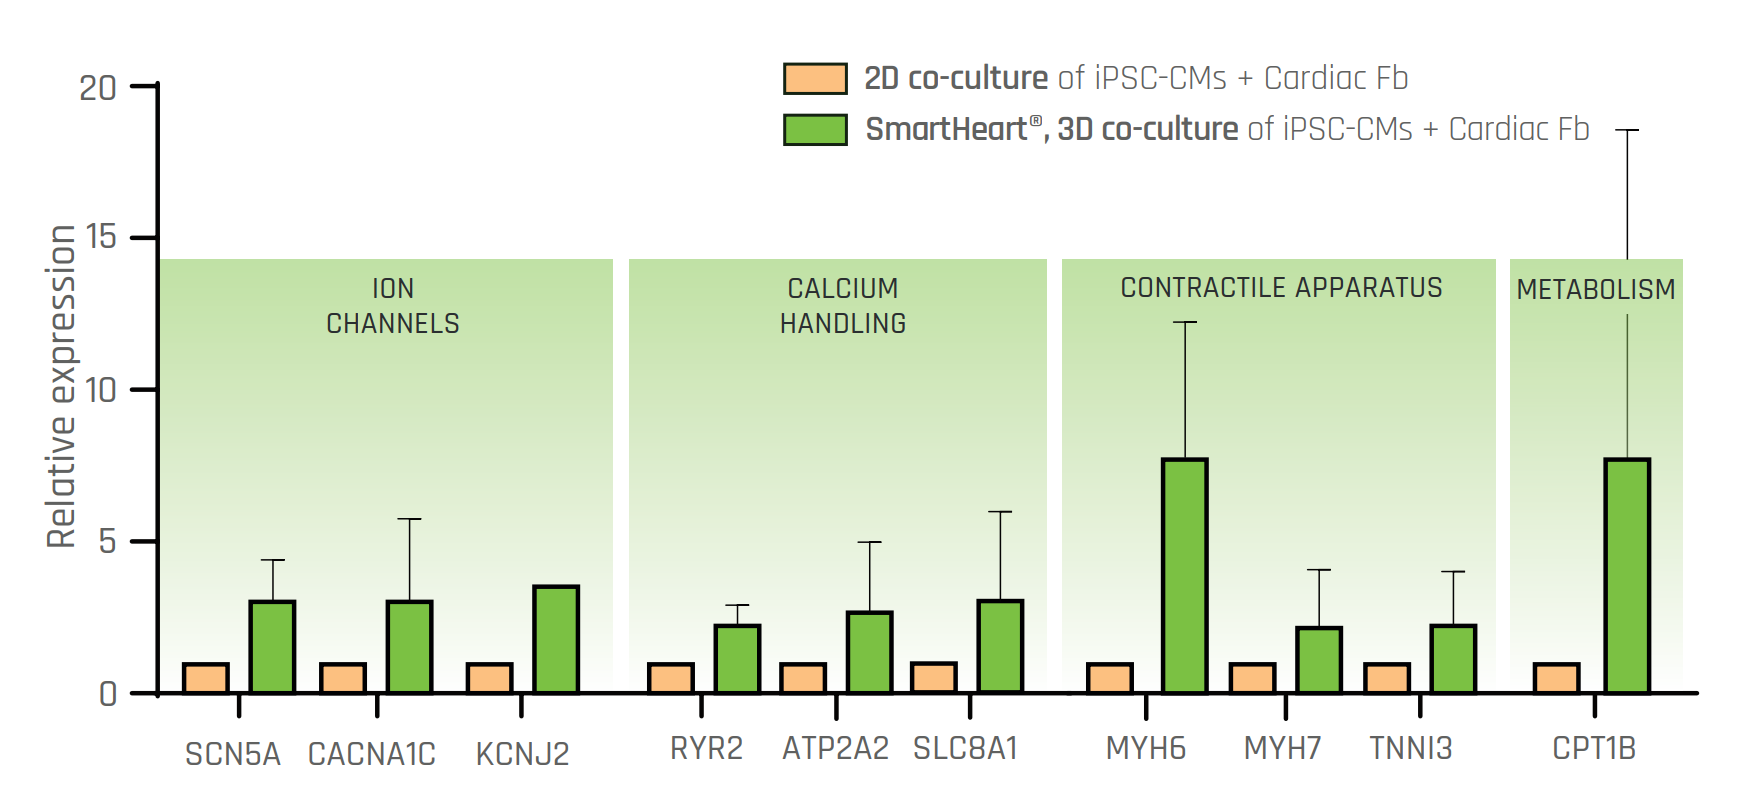 2D co-culture of iPSC-CMs + Cardiac Fb
SmartHeart®, 3D co-culture of iPSC-CMs + Cardiac Fb
Relative expression
20
15
10
5
0
ION
CHANNELS
CALCIUM
HANDLING
CONTRACTILE APPARATUS
METABOLISM
SCN5A CACNA1C KCNJ2 RYR2 ATP2A2 SLC8A1 MYH6 MYH7 TNNI3 CPT1B